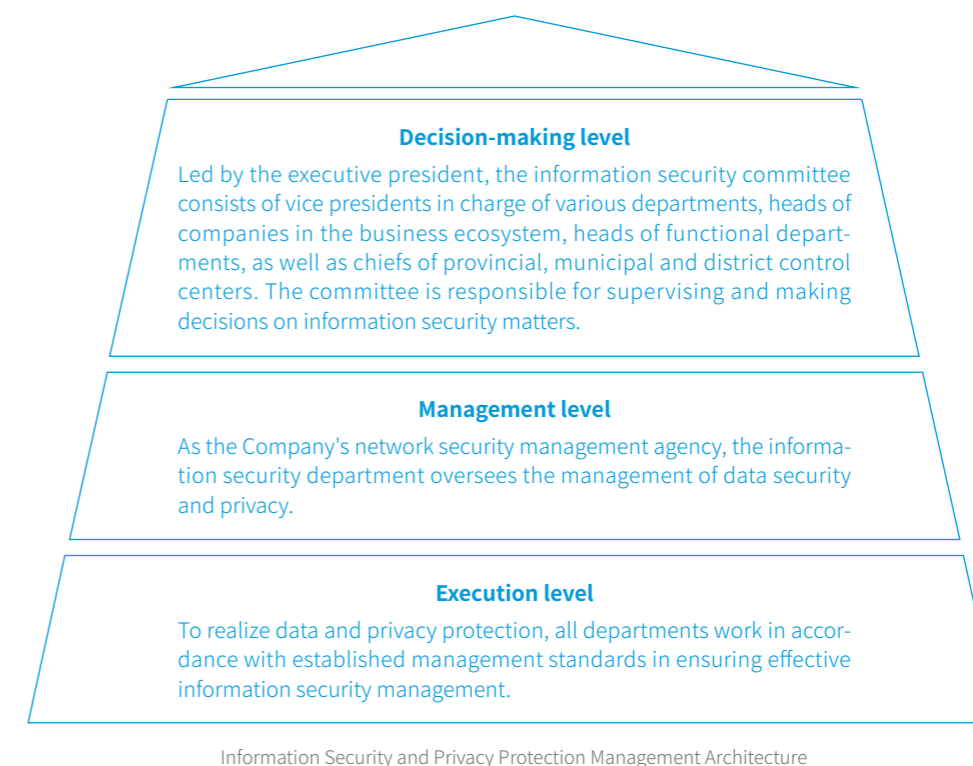 Decision-making level
Led by the executive president, the information security committee
consists of vice presidents in charge of various departments, heads of
companies in the business ecosystem, heads of functional depart-
ments, as well as chiefs of provincial, municipal and district control
centers. The committee is responsible for supervising and making
decisions on information security matters.
Management level
As the Company's network security management agency, the informa-
tion security department oversees the management of data security
and privacy.
Execution level
To realize data and privacy protection, all departments work in accor-
dance with established management standards in ensuring effective
information security management.
Information Security and Privacy Protection Management Architecture